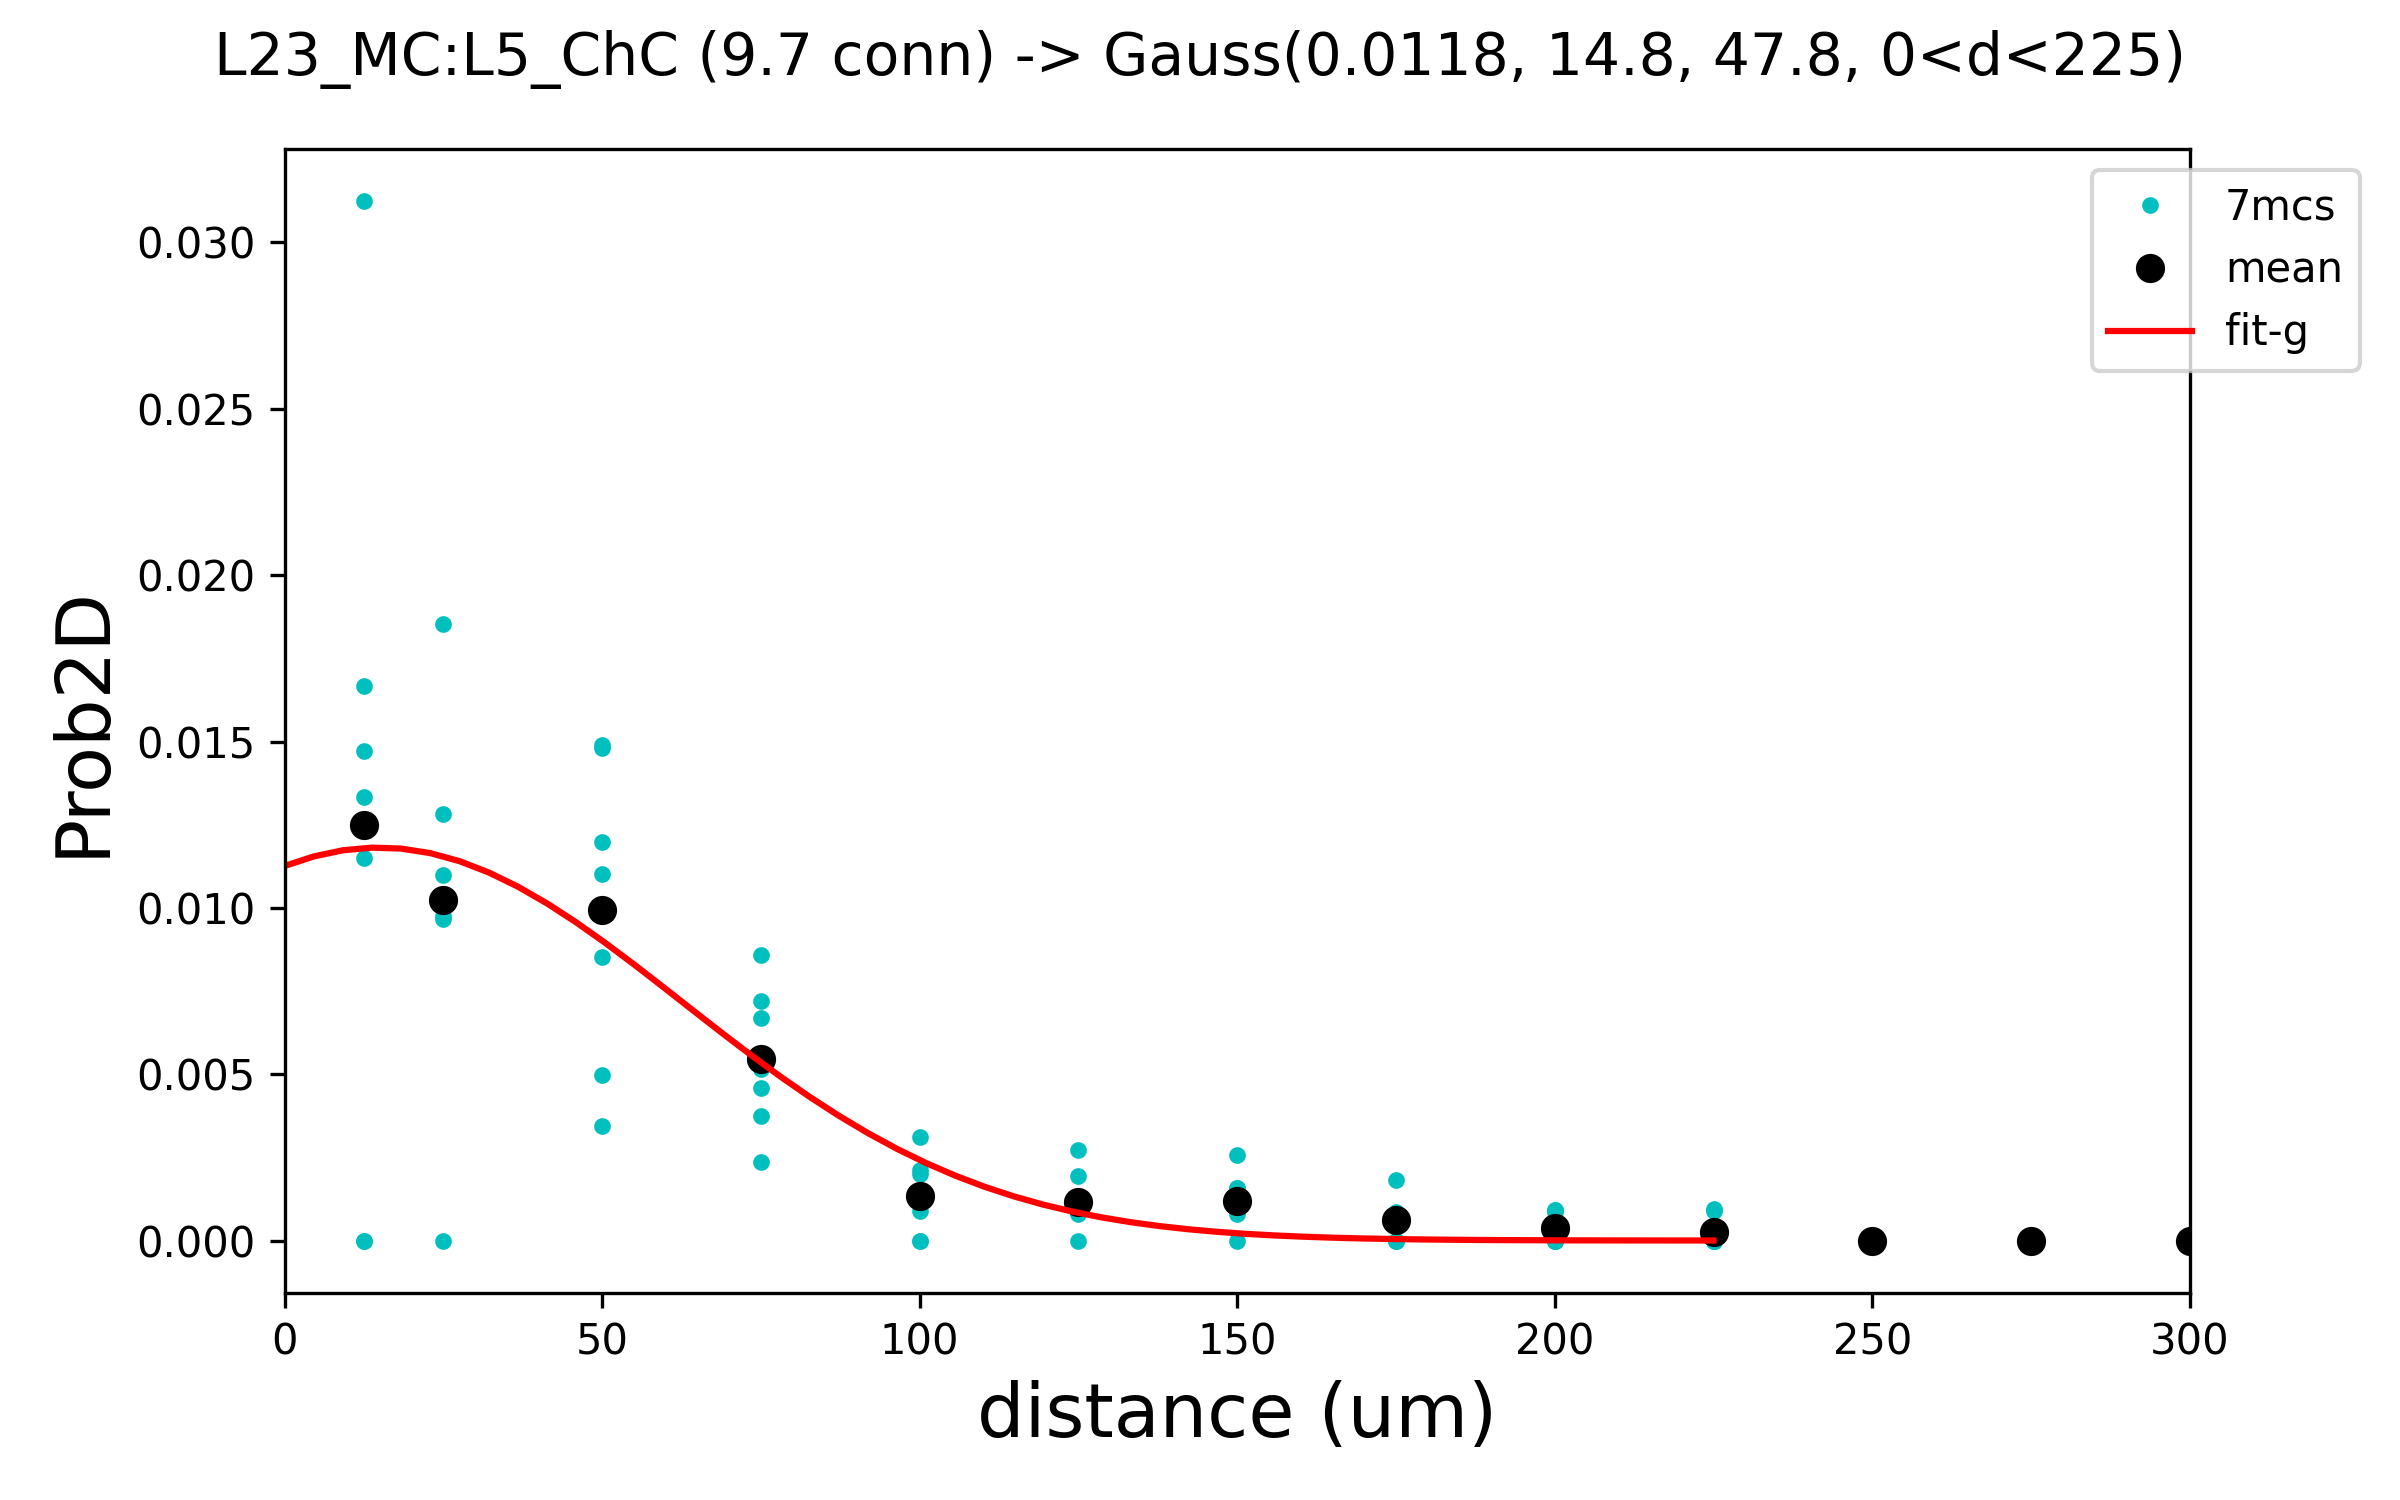 L23_MC:L5_ChC (9.7 conn) -> Gauss(0.0118, 14.8, 47.8, 0<d<225)
7mcs
mean
fit-g
0.030
0.025
0.020
0.015
0.010
0.005
0.000
Prob2D
0 50 100 150 200 250 300
distance (um)